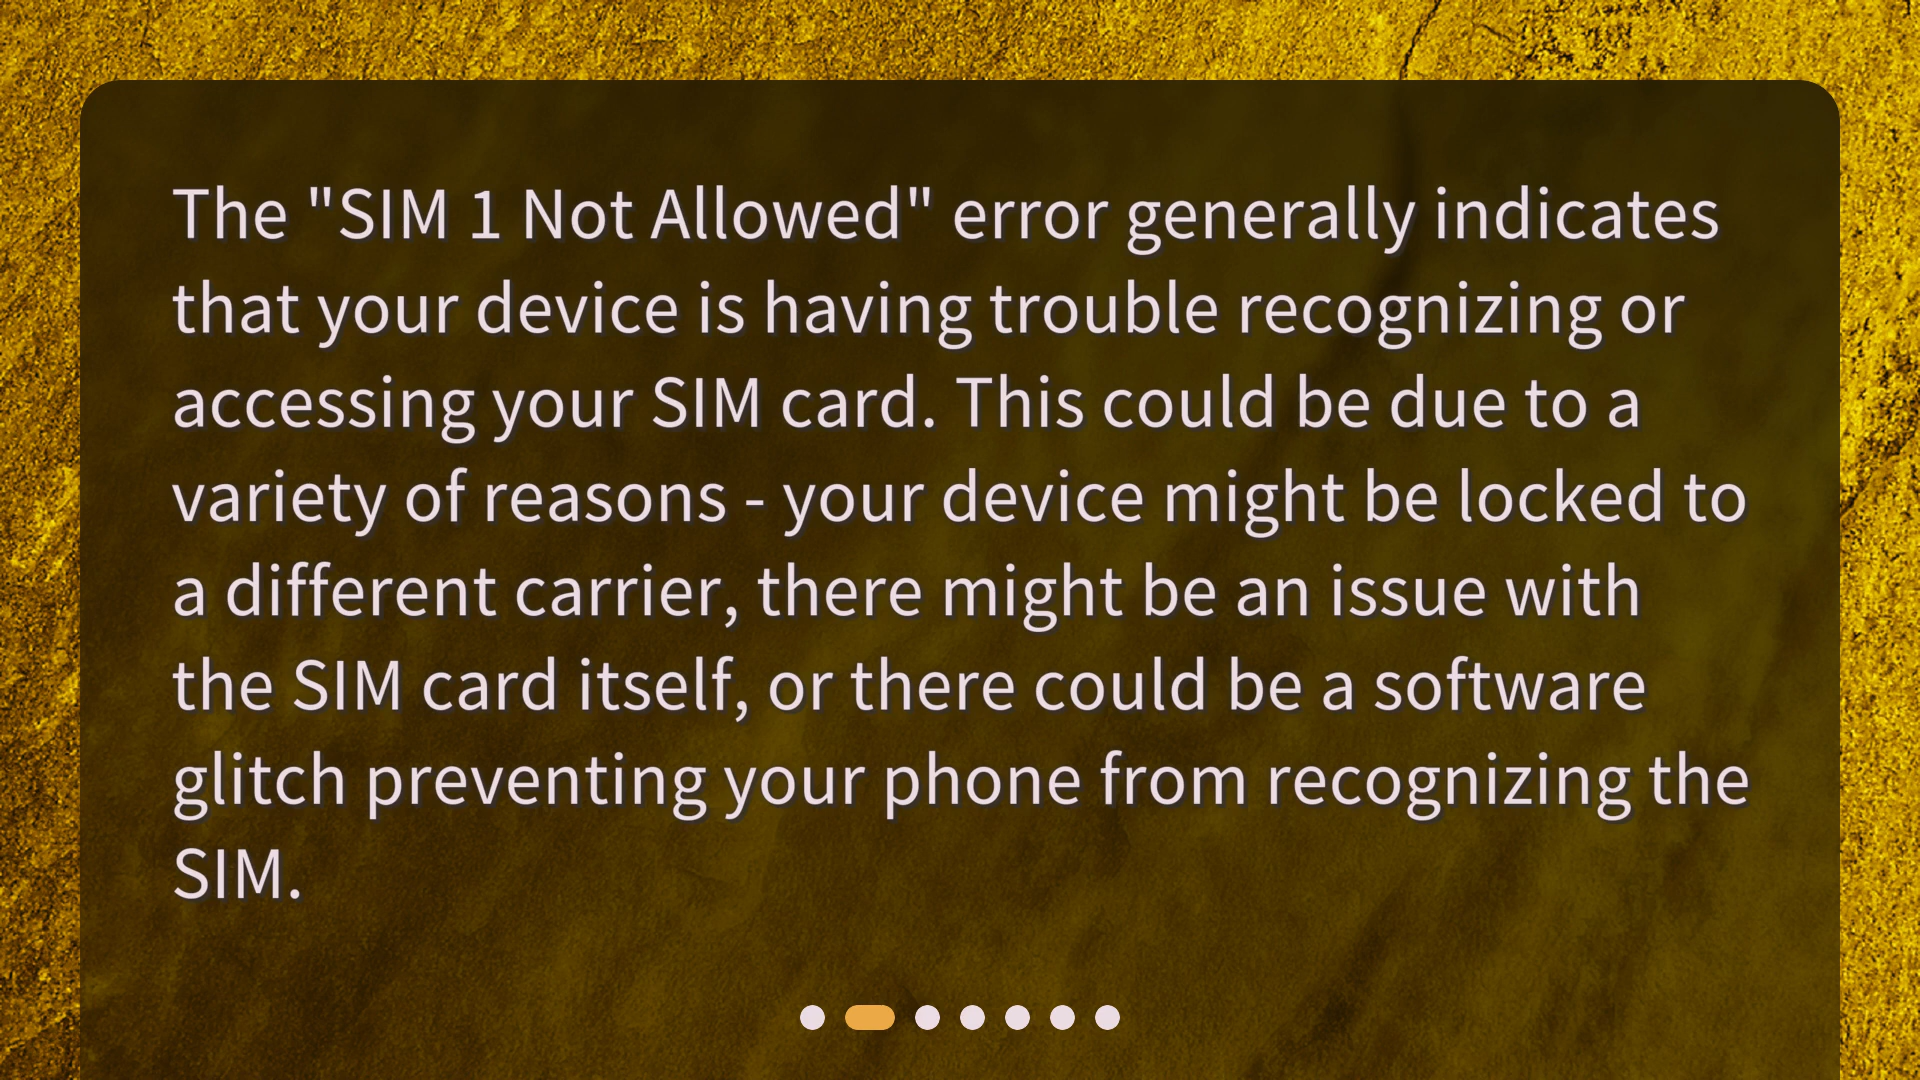 The "SIM 1 Not Allowed" error generally indicates
that your device is having trouble recognizing or
accessing your SIM card. This could be due to a
variety of reasons - your device might be locked to
a different carrier, there might be an issue with
the SIM card itself, or there could be a software
glitch preventing your phone from recognizing the
SIM.